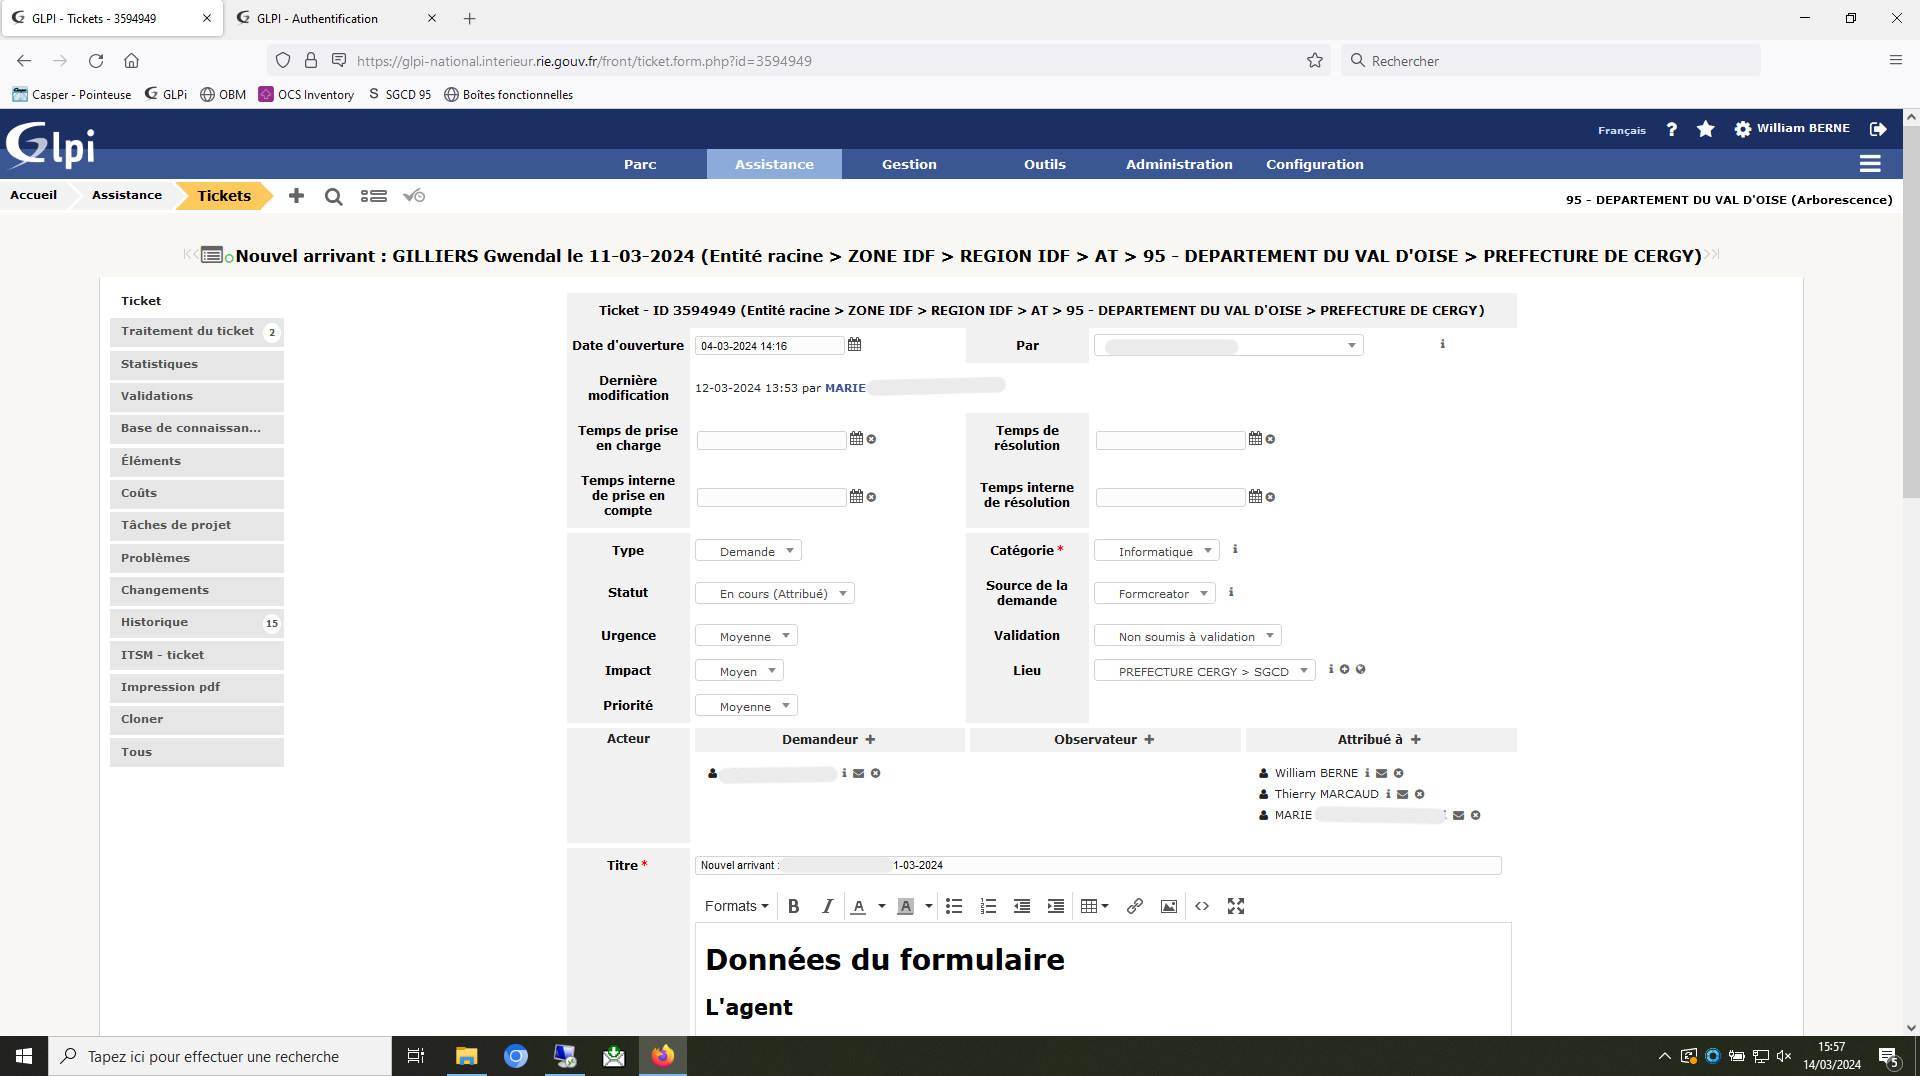 GLPI - Tickets - 3594949
GLPI - Authentification
https://glpi-national.interieur.rie.gouv.fr/front/ticket.form.php?id=3594949
Rechercher
Casper - Pointeuse
GLPi
OBM
OCS Inventory
SGCD 95
Boîtes fonctionnelles
Glpi
Français
William BERNE
Parc
Assistance
Gestion
Outils
Administration
Configuration
Accueil
Assistance
Tickets
95 - DEPARTEMENT DU VAL D'OISE (Arborescence)
Nouvel arrivant : GILLIERS Gwendal le 11-03-2024 (Entité racine > ZONE IDF > REGION IDF > AT > 95 - DEPARTEMENT DU VAL D'OISE > PREFECTURE DE CERGY)
Ticket
Traitement du ticket 2
Statistiques
Validations
Base de connaissan...
Éléments
Coûts
Tâches de projet
Problèmes
Changements
Historique 15
ITSM - ticket
Impression pdf
Cloner
Tous
Ticket - ID 3594949 (Entité racine > ZONE IDF > REGION IDF > AT > 95 - DEPARTEMENT DU VAL D'OISE > PREFECTURE DE CERGY)
Date d'ouverture
04-03-2024 14:16
Par
Dernière
modification
12-03-2024 13:53 par MARIE
Temps de prise
en charge
Temps de
résolution
Temps interne
de prise en
compte
Temps interne
de résolution
Type
Demande
Catégorie *
Informatique
Statut
En cours (Attribué)
Source de la
demande
Formcreator
Urgence
Moyenne
Validation
Non soumis à validation
Impact
Moyen
Lieu
PREFECTURE CERGY > SGCD
Priorité
Moyenne
Acteur
Demandeur
Observateur
Attribué à
William BERNE
Thierry MARCAUD
MARIE
Titre *
Nouvel arrivant : 1-03-2024
Formats
Données du formulaire
L'agent
Tapez ici pour effectuer une recherche
15:57
14/03/2024
5